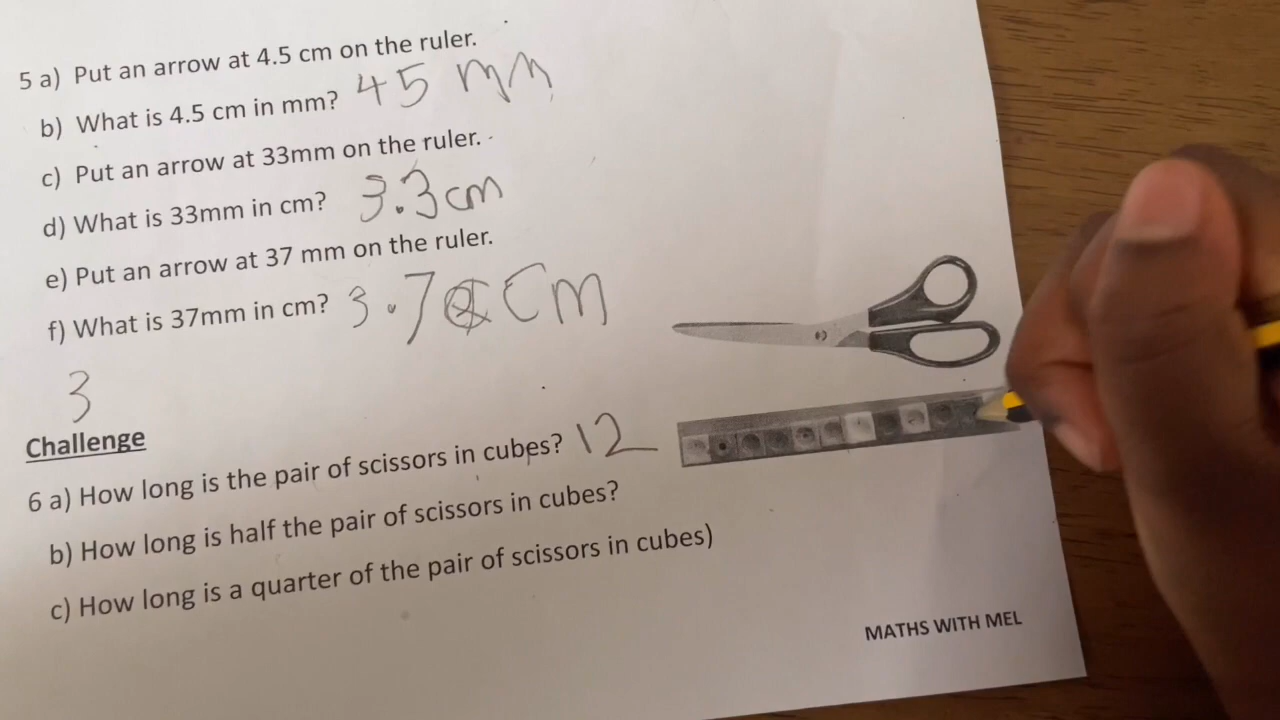 5 a) Put an arrow at 4.5 cm on the ruler.
b) What is 4.5 cm in mm? 45 mm
c) Put an arrow at 33mm on the ruler.
d) What is 33mm in cm? 3.3cm
e) Put an arrow at 37 mm on the ruler.
f) What is 37mm in cm? 3.7 cm
3
Challenge
6 a) How long is the pair of scissors in cubes? 12
b) How long is half the pair of scissors in cubes?
c) How long is a quarter of the pair of scissors in cubes)
MATHS WITH MEL